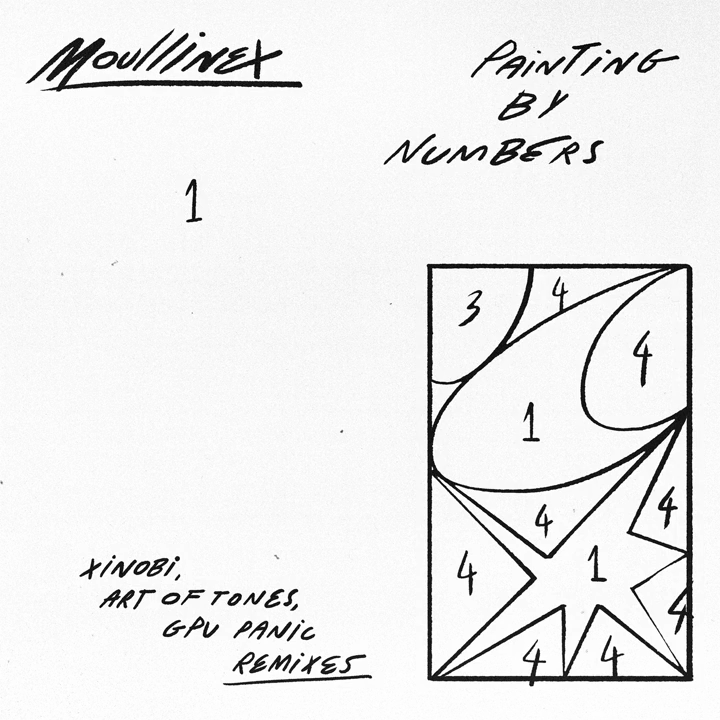 Moullinex
PAiNTiNG
BY
NUMBERS
1
3
4
4
1
4
4
4
1
4
4
4
XiNOBi,
ART OF TONES,
GPU PANiC
REMiXES